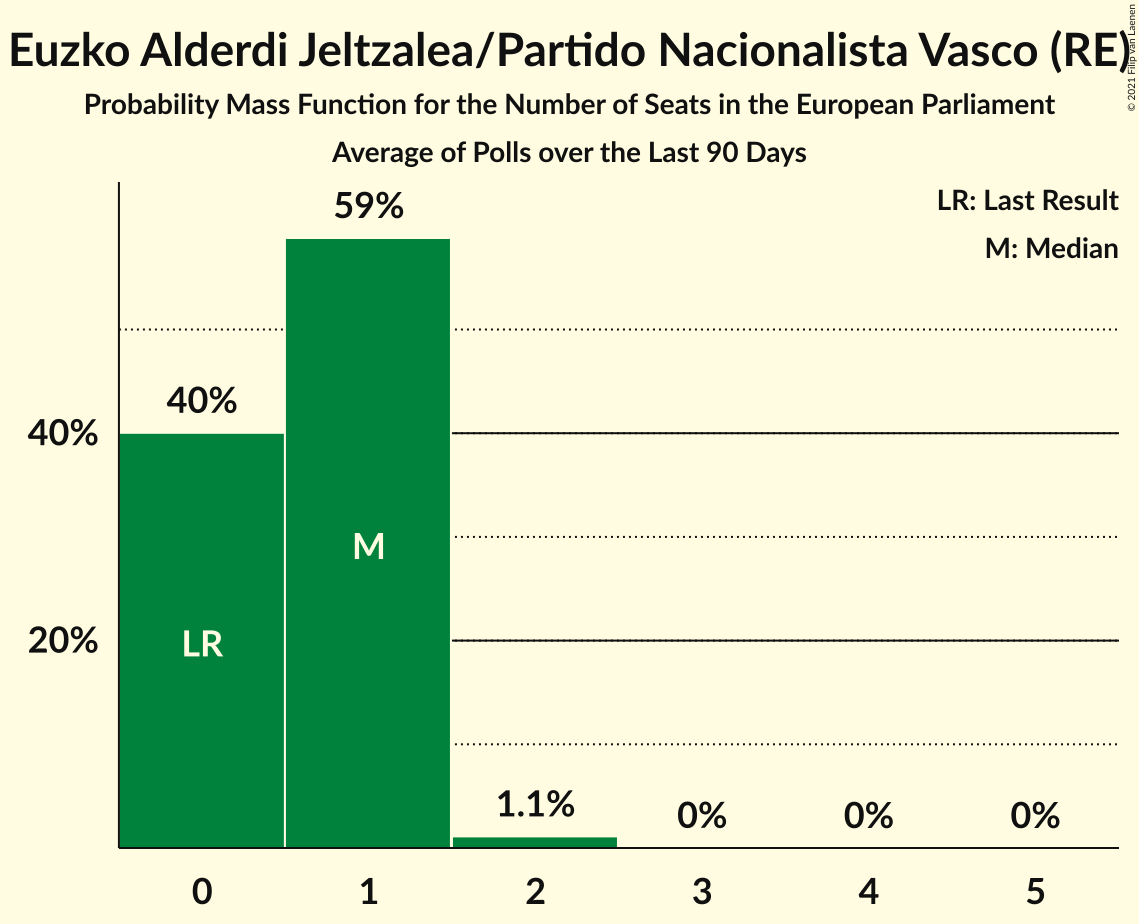 Euzko Alderdi Jeltzalea/Partido Nacionalista Vasco (RE)
© 2021 Filip van Laenen
Probability Mass Function for the Number of Seats in the European Parliament
Average of Polls over the Last 90 Days
LR: Last Result
M: Median
59%
40%
40%
M
20%
LR
1.1%
0%
0%
0%
0
1
2
3
4
5